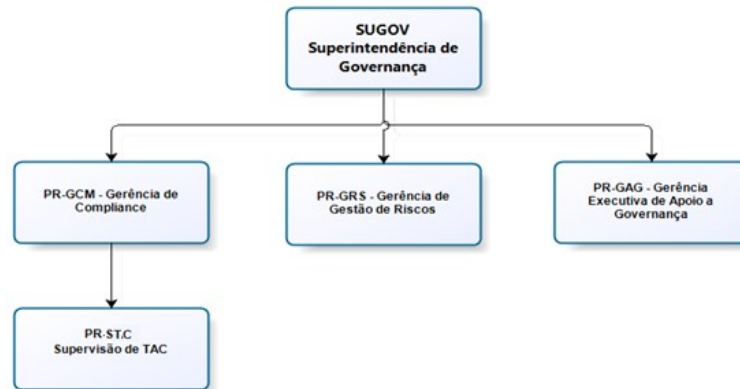 SUGOV
Superintendência de
Governança
PR-GCM - Gerência de
Compliance
PR-GRS - Gerência de
Gestão de Riscos
PR-GAG - Gerência
Executiva de Apoio a
Governança
PR-ST.C
Supervisão de TAC